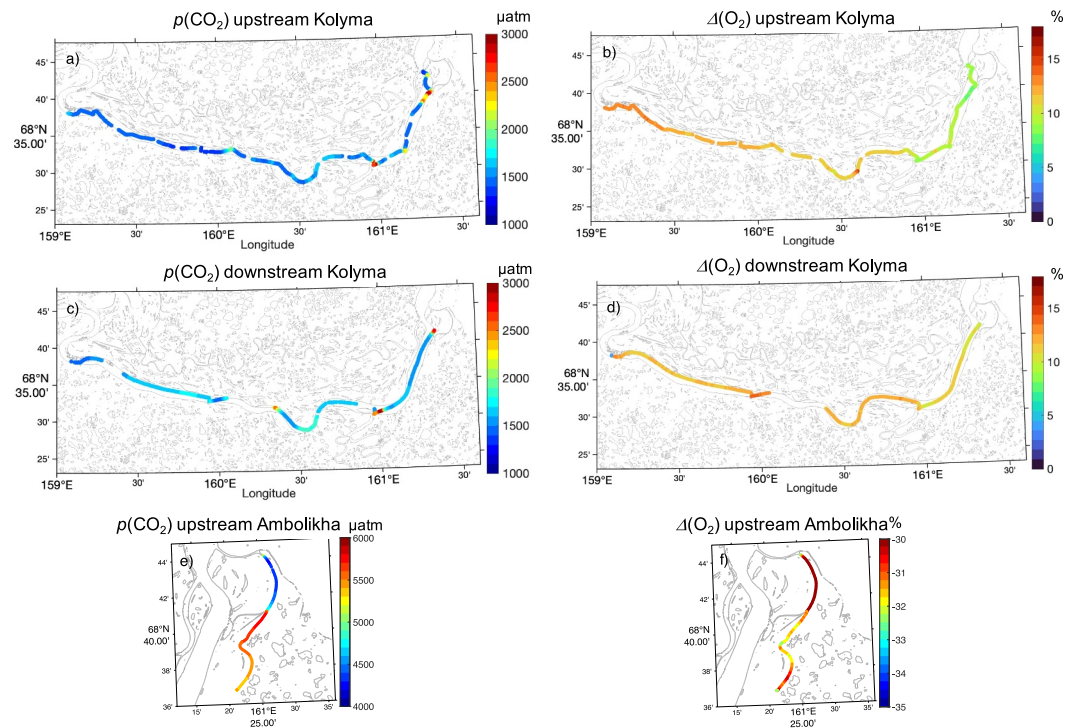 p(CO₂) upstream Kolyma
µatm
a)
45'
40'
68°N
35.00'
30'
25'
159°E
30'
160°E
30'
161°E
30'
Longitude
3000
2500
2000
1500
1000
Δ(O₂) upstream Kolyma
%
b)
45'
40'
68°N
35.00'
30'
25'
159°E
30'
160°E
30'
161°E
30'
Longitude
15
10
5
0
p(CO₂) downstream Kolyma
µatm
c)
45'
40'
68°N
35.00'
30'
25'
159°E
30'
160°E
30'
161°E
30'
Longitude
3000
2500
2000
1500
1000
Δ(O₂) downstream Kolyma
%
d)
45'
40'
68°N
35.00'
30'
25'
159°E
30'
160°E
30'
161°E
30'
Longitude
15
10
5
0
p(CO₂) upstream Ambolikha
µatm
e)
44'
42'
68°N
40.00'
38'
36'
15'
20'
161°E
25.00'
30'
35'
6000
5500
5000
4500
4000
Δ(O₂) upstream Ambolikha
%
f)
44'
42'
68°N
40.00'
38'
36'
15'
20'
161°E
25.00'
30'
35'
-30
-31
-32
-33
-34
-35